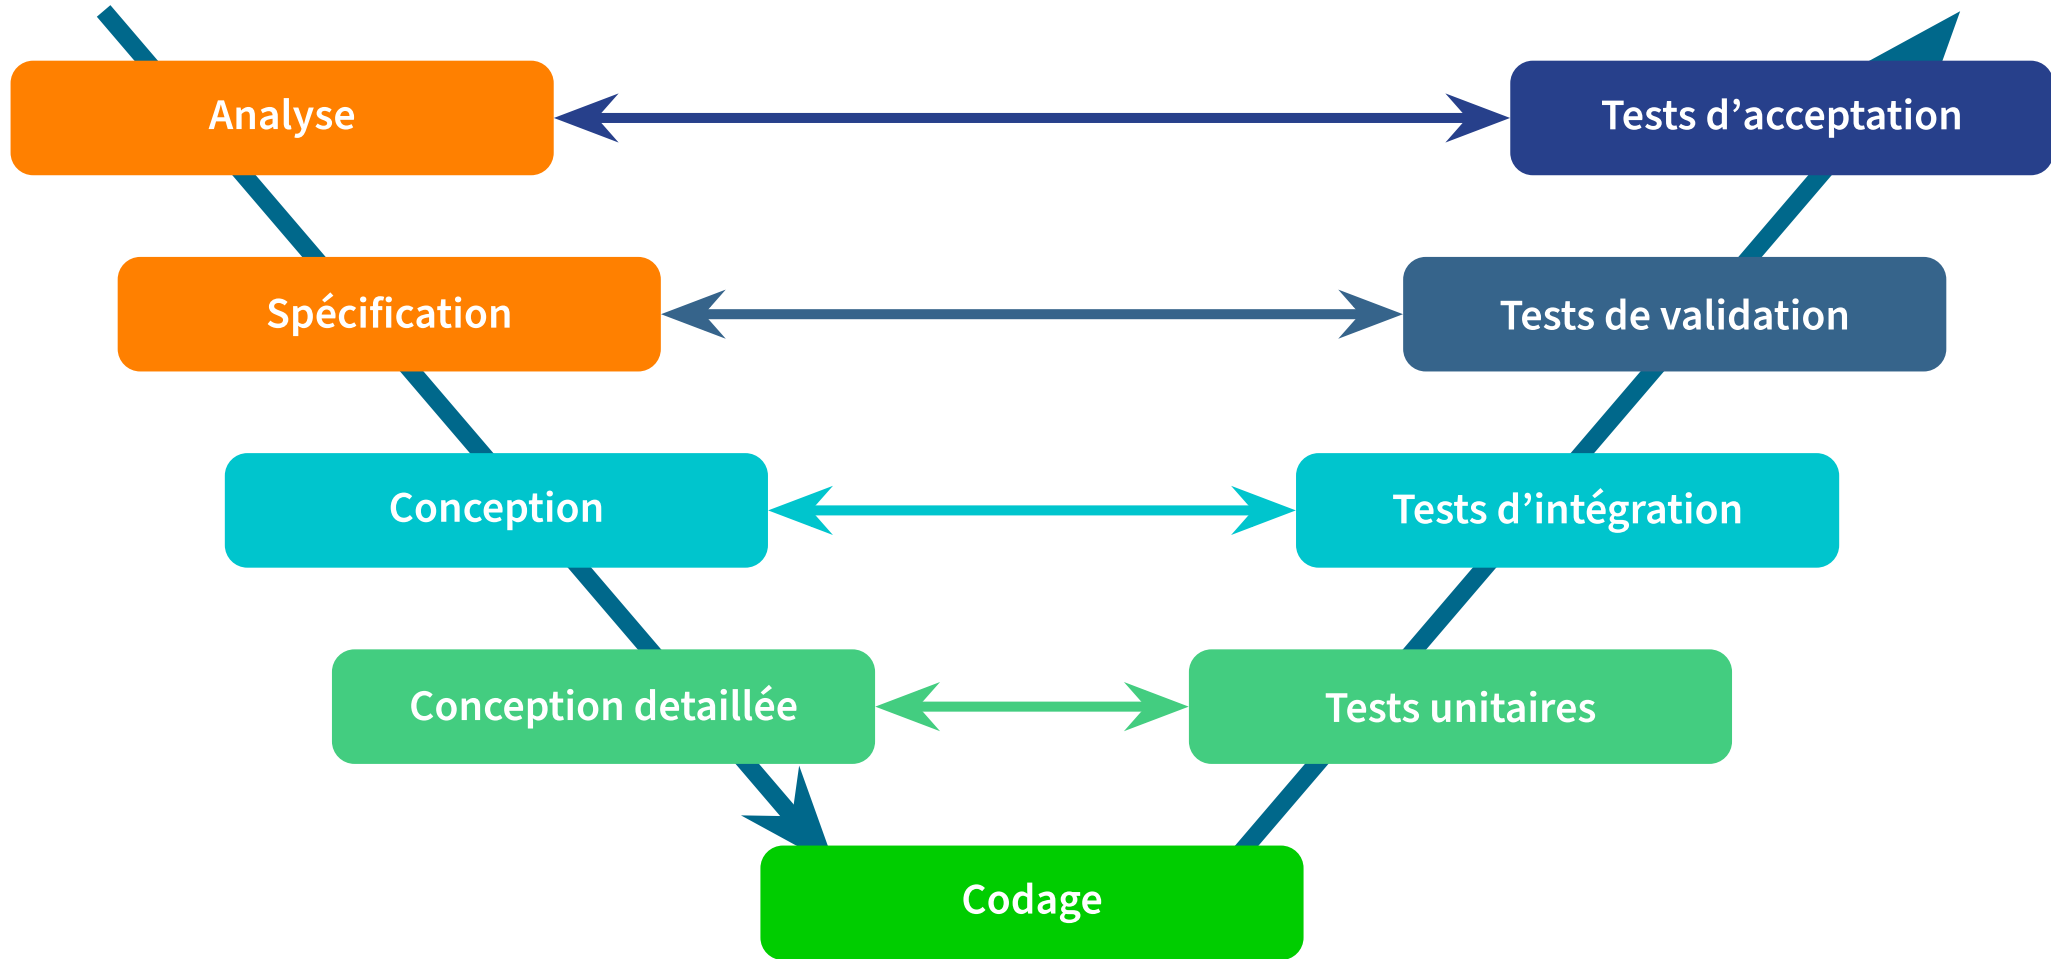 Analyse
Tests d’acceptation
Spécification
Tests de validation
Conception
Tests d’intégration
Conception detaillée
Tests unitaires
Codage